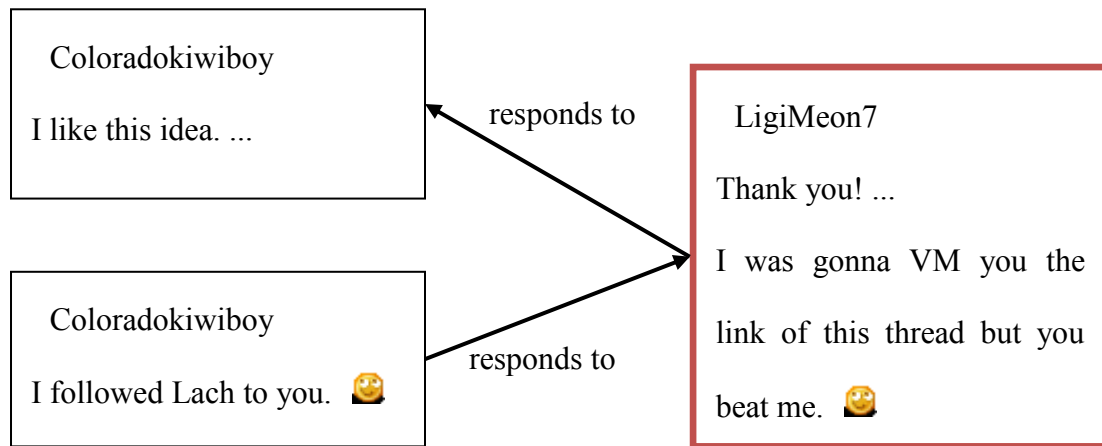 Coloradokiwiboy
I like this idea. ...
responds to
LigiMeon7
Thank you! ...
I was gonna VM you the
link of this thread but you
beat me.
Coloradokiwiboy
I followed Lach to you.
responds to